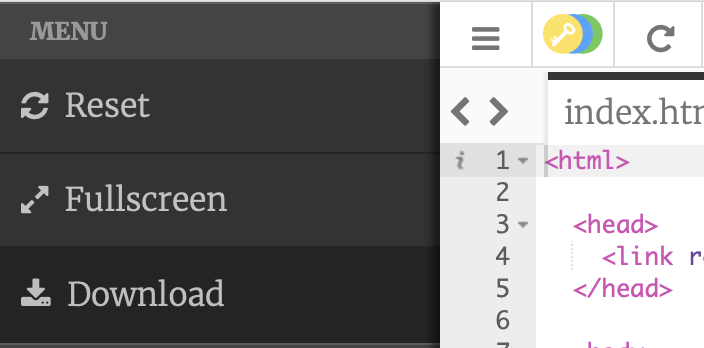 MENU
Reset
Fullscreen
Download
index.htm
i 1 <html>
2
3 <head>
4 <link r
5 </head>
6